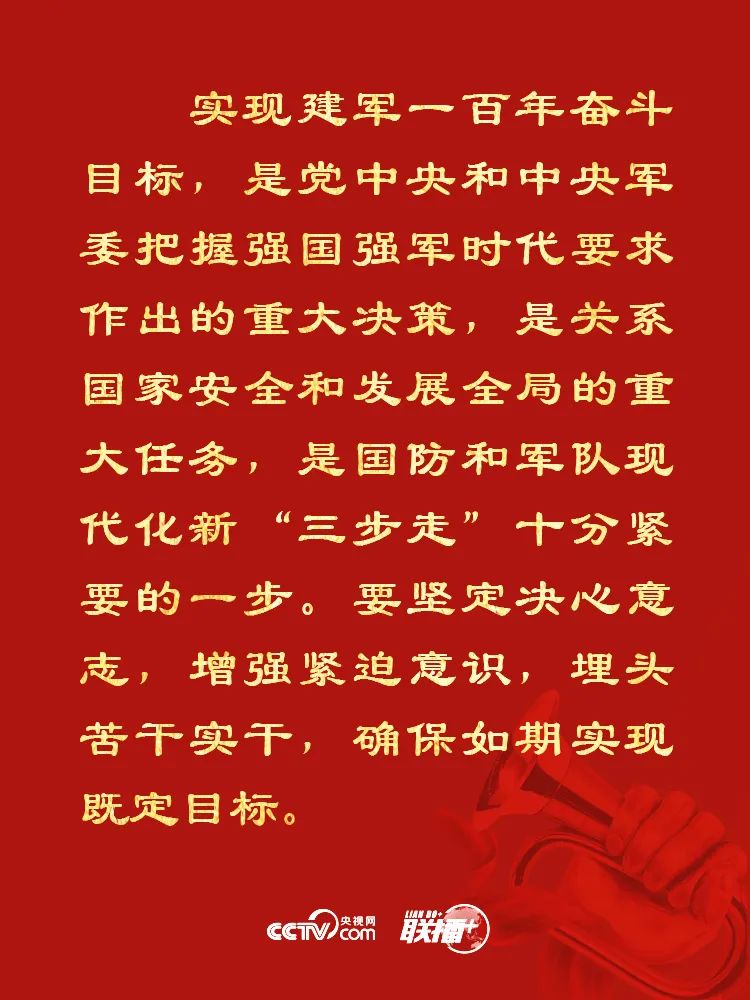 实现建军一百年奋斗
目标，是党中央和中央军
委把握强国强军时代要求
作出的重大决策，是关系
国家安全和发展全局的重
大任务，是国防和军队现
代化新“三步走”十分紧
要的一步。要坚定决心意
志，增强紧迫意识，埋头
苦干实干，确保如期实现
既定目标。
CCTV.com 央视网
LIAN BO+
联播+